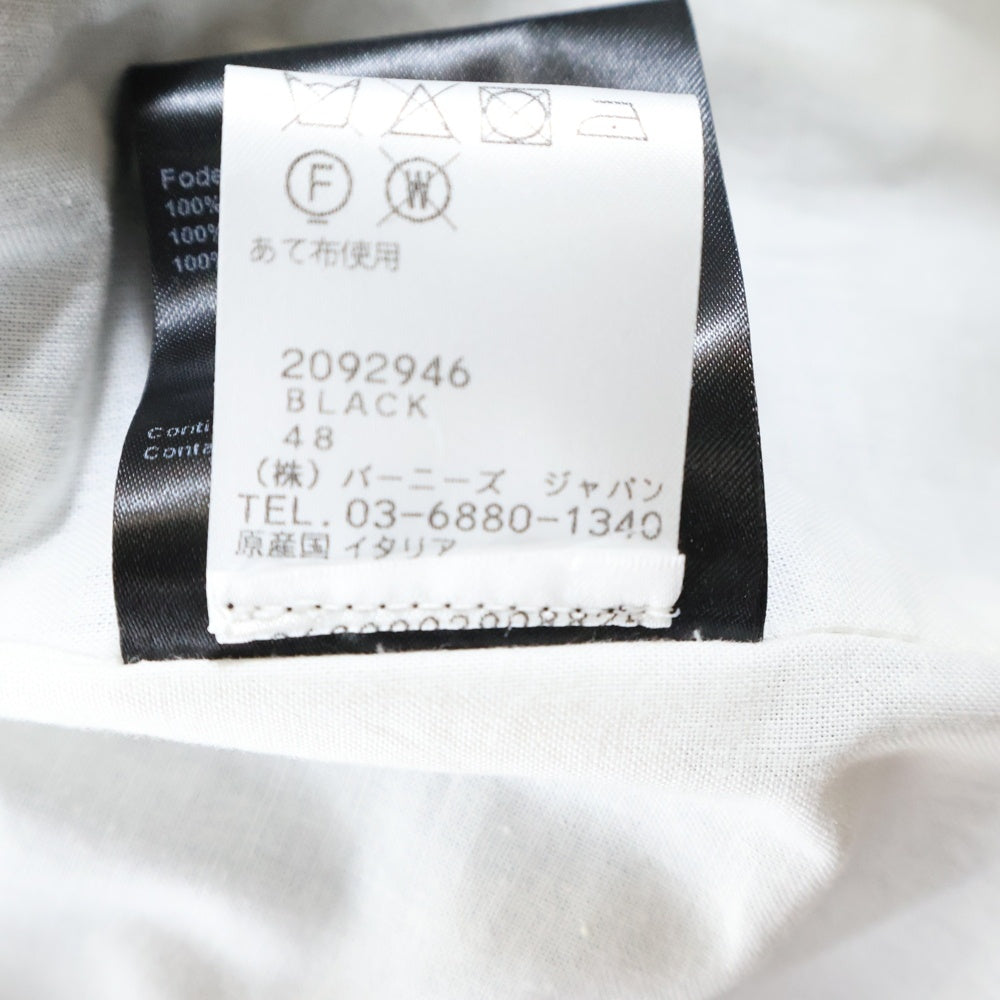 F W
あて布使用
2092946
BLACK
48
（株）バーニーズ ジャパン
TEL. 03-6880-1340
原産国 イタリア
100%
100%
100%